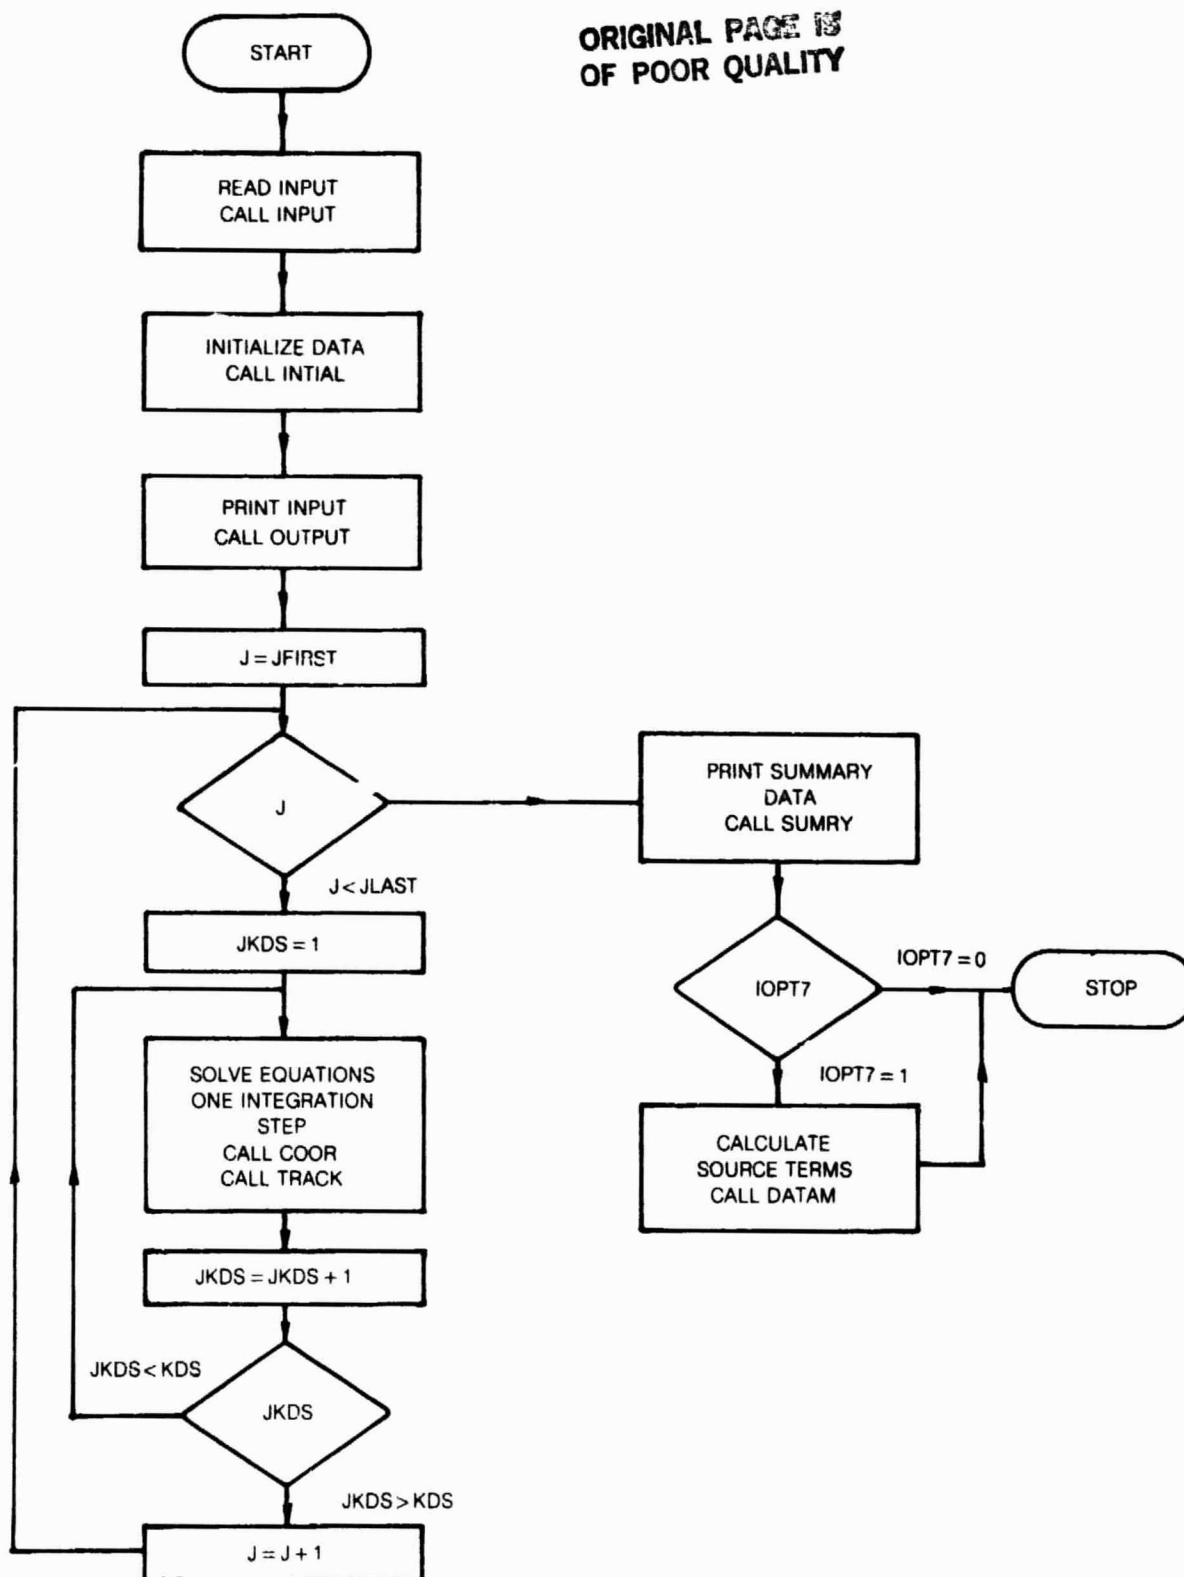 ORIGINAL PAGE IS
OF POOR QUALITY
START
READ INPUT
CALL INPUT
INITIALIZE DATA
CALL INTIAL
PRINT INPUT
CALL OUTPUT
J = JFIRST
J
J < JLAST
PRINT SUMMARY
DATA
CALL SUMRY
JKDS = 1
IOPT7
IOPT7 = 0
STOP
IOPT7 = 1
CALCULATE
SOURCE TERMS
CALL DATAM
SOLVE EQUATIONS
ONE INTEGRATION
STEP
CALL COOR
CALL TRACK
JKDS = JKDS + 1
JKDS < KDS
JKDS
JKDS > KDS
J = J + 1